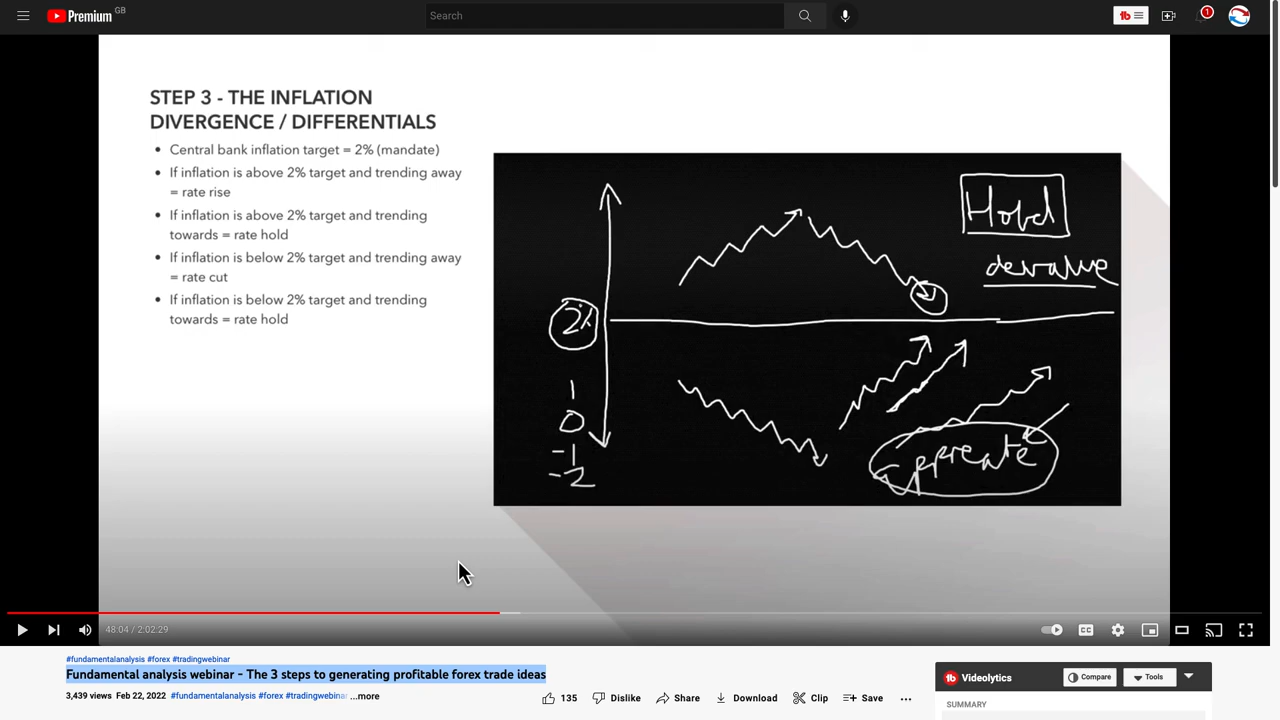 Premium GB
Search
1
STEP 3 - THE INFLATION
DIVERGENCE / DIFFERENTIALS
• Central bank inflation target = 2% (mandate)
• If inflation is above 2% target and trending away
= rate rise
• If inflation is above 2% target and trending
towards = rate hold
• If inflation is below 2% target and trending away
= rate cut
• If inflation is below 2% target and trending
towards = rate hold
Hold
devalue
2%
1
0
-1
-2
48:04 / 2:02:29
CC
#fundamentalanalysis #forex #tradingwebinar
Fundamental analysis webinar - The 3 steps to generating profitable forex trade ideas
3,439 views Feb 22, 2022 #fundamentalanalysis #forex #tradingwebinar ...more
135 Dislike Share Download Clip Save ...
Videolytics Compare Tools
SUMMARY